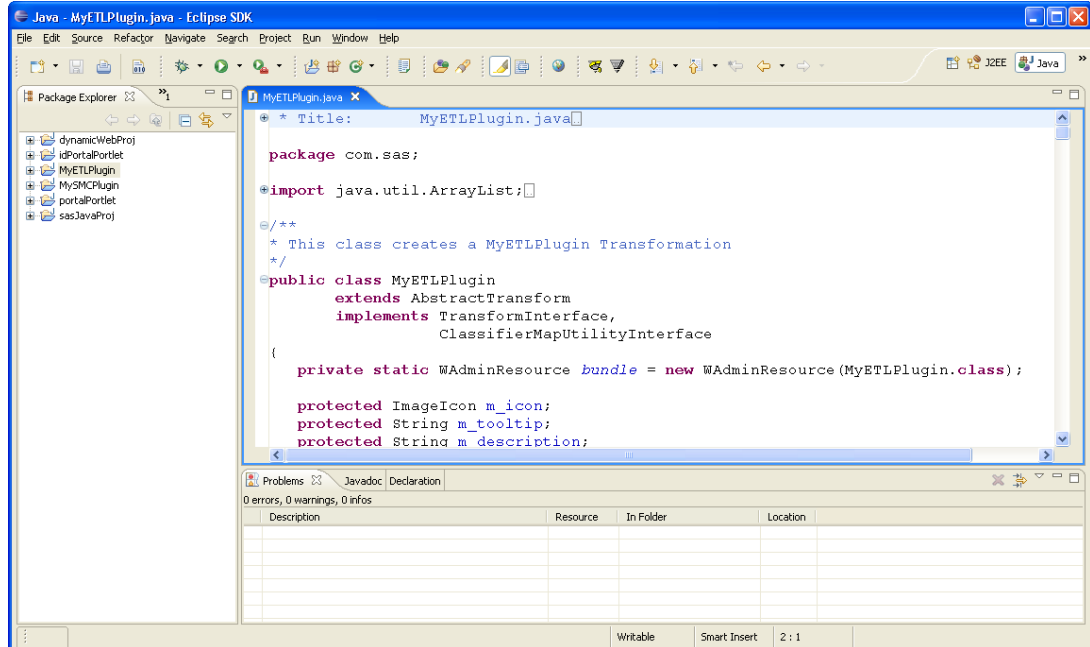 Java - MyETLPlugin.java - Eclipse SDK
File Edit Source Refactor Navigate Search Project Run Window Help
J2EE Java »
Package Explorer »1
dynamicWebProj
idPortalPortlet
MyETLPlugin
MySMCPlugin
portalPortlet
sasJavaProj
MyETLPlugin.java
* Title: MyETLPlugin.java
package com.sas;
import java.util.ArrayList;
/**
* This class creates a MyETLPlugin Transformation
*/
public class MyETLPlugin
extends AbstractTransform
implements TransformInterface,
ClassifierMapUtilityInterface
{
private static WAdminResource bundle = new WAdminResource(MyETLPlugin.class);
protected ImageIcon m_icon;
protected String m_tooltip;
protected String m_description;
Problems Javadoc Declaration
0 errors, 0 warnings, 0 infos
Description Resource In Folder Location
Writable Smart Insert 2 : 1